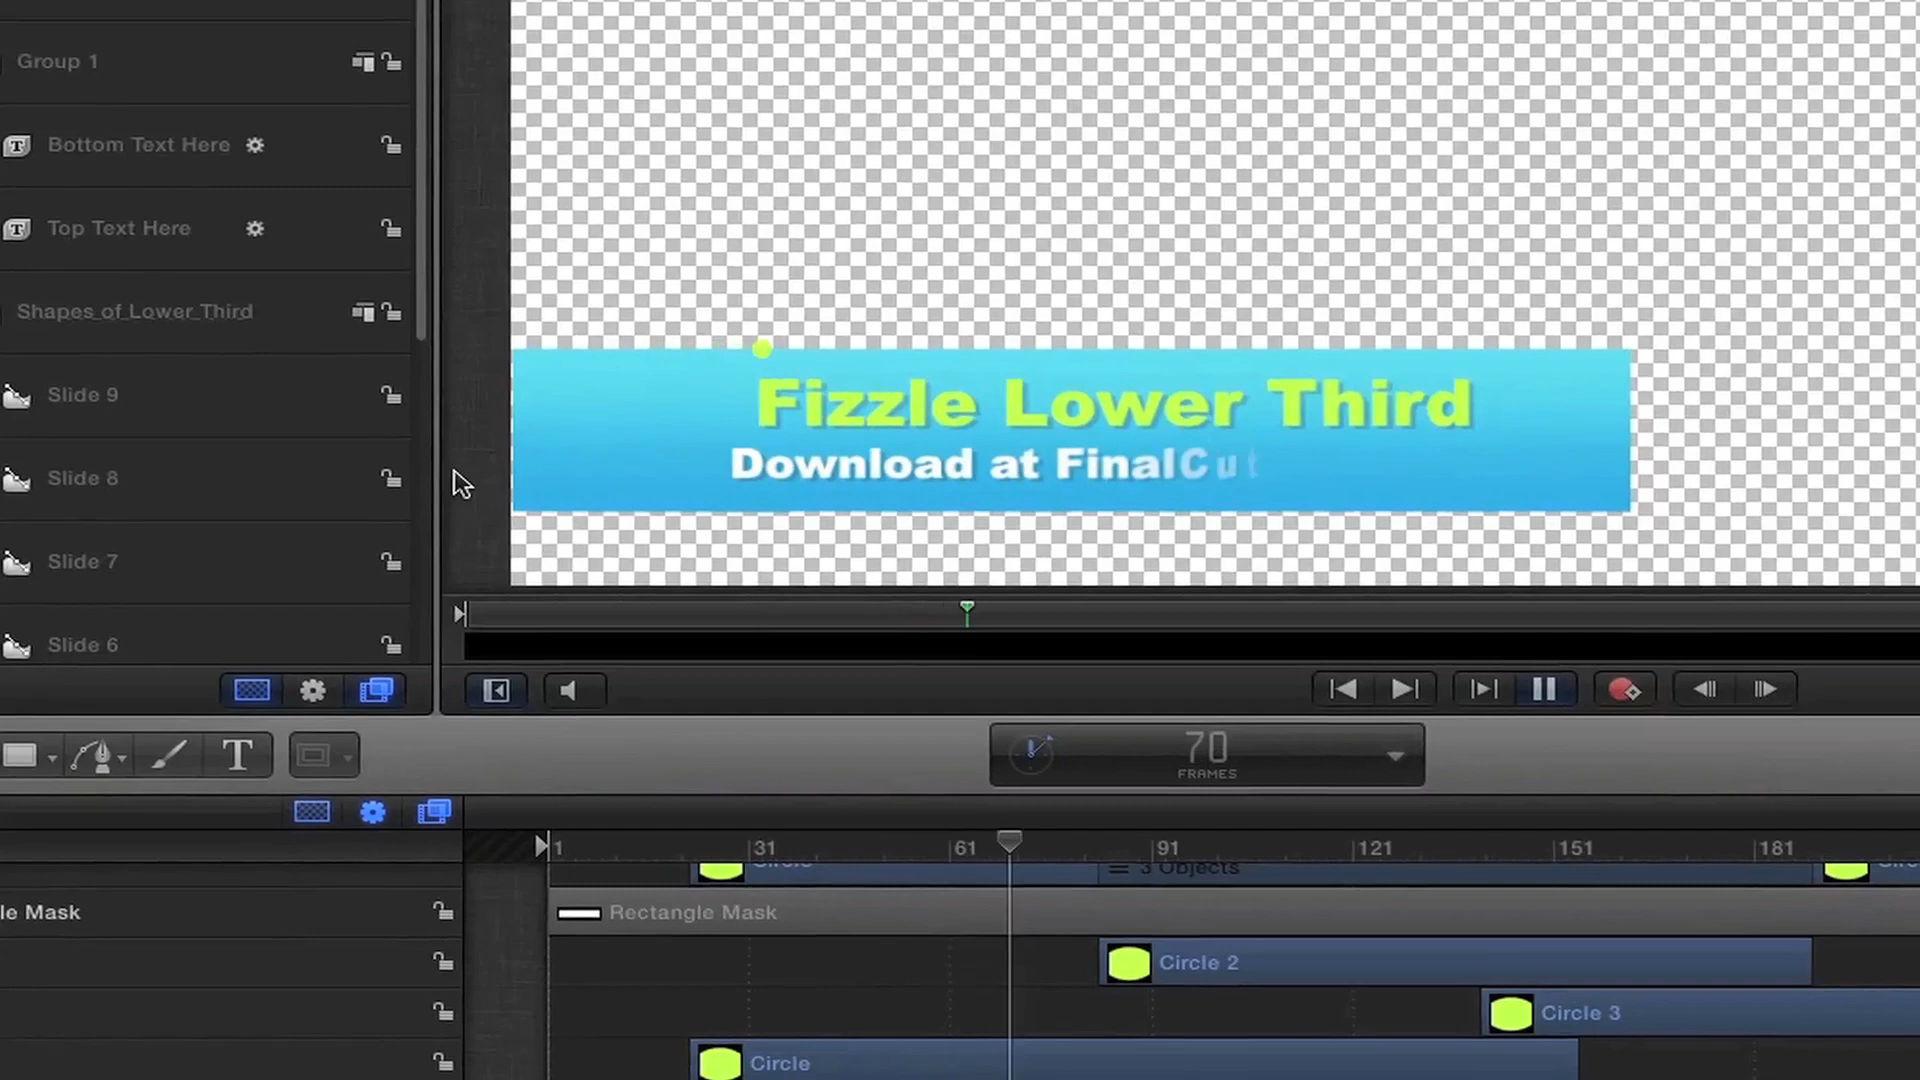 Group 1
Bottom Text Here
Top Text Here
Shapes_of_Lower_Third
Slide 9
Slide 8
Slide 7
Slide 6
Fizzle Lower Third
Download at FinalCut
T
70
FRAMES
1 31 61 91 121 151 181
Circle
3 Objects
le Mask
Rectangle Mask
Circle 2
Circle 3
Circle